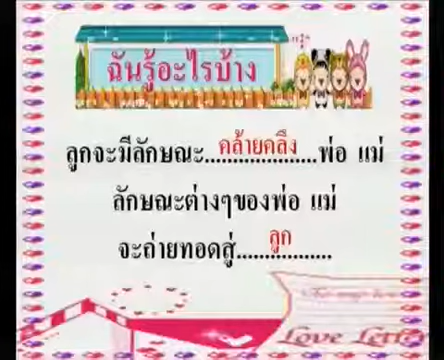 ฉันรู้อะไรบ้าง
ลูกจะมีลักษณะ...คล้ายคลึง...พ่อ แม่
ลักษณะต่างๆของพ่อ แม่
จะถ่ายทอดสู่...ลูก...
Love Letter